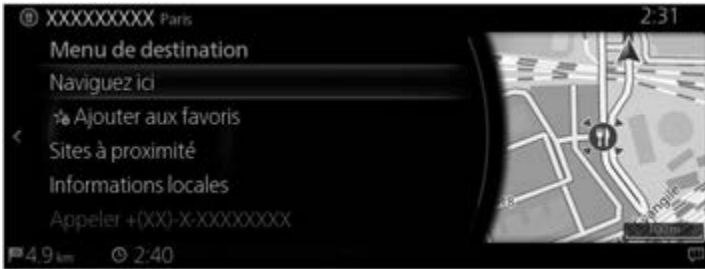 XXXXXXXXX Paris 2:31
Menu de destination
Naviguez ici
Ajouter aux favoris
Sites à proximité
Informations locales
Appeler +(XX)-X-XXXXXXXX
4.9 km 2:40
100m